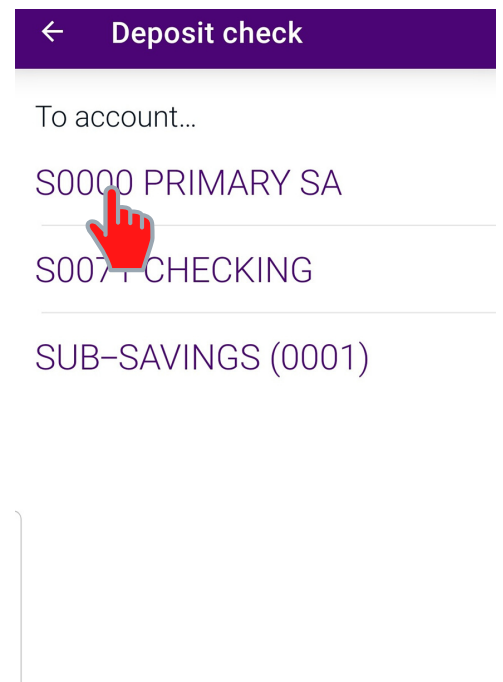 Deposit check
To account...
S0000 PRIMARY SA
CHECKING
SUB–SAVINGS (0001)